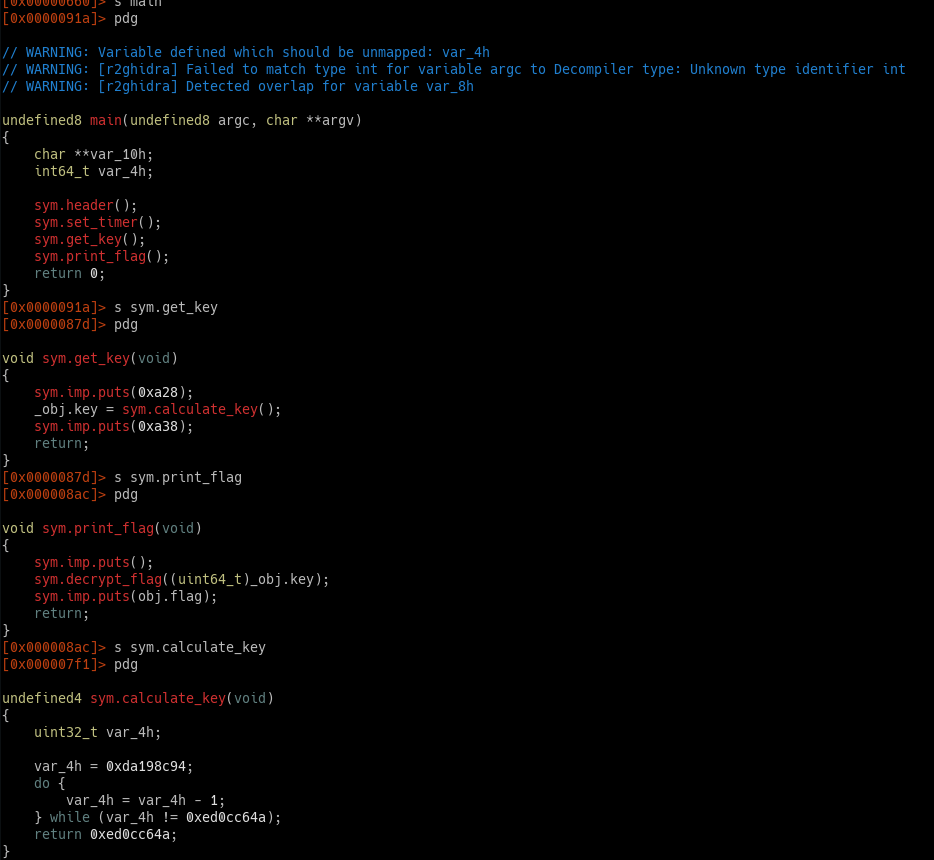 [0x00000660]> s main
[0x0000091a]> pdg
// WARNING: Variable defined which should be unmapped: var_4h
// WARNING: [r2ghidra] Failed to match type int for variable argc to Decompiler type: Unknown type identifier int
// WARNING: [r2ghidra] Detected overlap for variable var_8h
undefined8 main(undefined8 argc, char **argv)
{
    char **var_10h;
    int64_t var_4h;
    sym.header();
    sym.set_timer();
    sym.get_key();
    sym.print_flag();
    return 0;
}
[0x0000091a]> s sym.get_key
[0x0000087d]> pdg
void sym.get_key(void)
{
    sym.imp.puts(0xa28);
    _obj.key = sym.calculate_key();
    sym.imp.puts(0xa38);
    return;
}
[0x0000087d]> s sym.print_flag
[0x000008ac]> pdg
void sym.print_flag(void)
{
    sym.imp.puts();
    sym.decrypt_flag((uint64_t)_obj.key);
    sym.imp.puts(obj.flag);
    return;
}
[0x000008ac]> s sym.calculate_key
[0x000007f1]> pdg
undefined4 sym.calculate_key(void)
{
    uint32_t var_4h;
    var_4h = 0xda198c94;
    do {
        var_4h = var_4h - 1;
    } while (var_4h != 0xed0cc64a);
    return 0xed0cc64a;
}